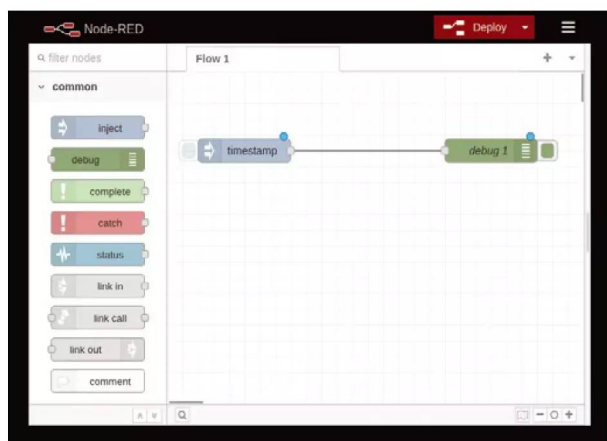 Node-RED
Deploy
filter nodes
Flow 1
common
inject
timestamp
debug 1
debug
complete
catch
status
link in
link call
link out
comment